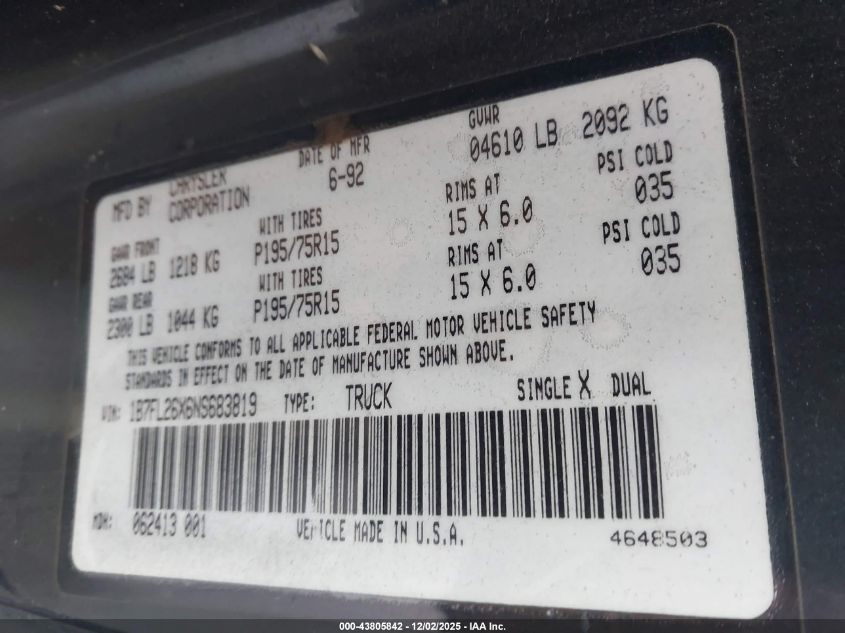 MFD BY CHRYSLER CORPORATION DATE OF MFR 6-92 GVWR 04610 LB 2092 KG
GAWR FRONT WITH TIRES RIMS AT PSI COLD
2684 LB 1218 KG P195/75R15 15 X 6.0 035
GAWR REAR WITH TIRES RIMS AT PSI COLD
2300 LB 1044 KG P195/75R15 15 X 6.0 035
THIS VEHICLE CONFORMS TO ALL APPLICABLE FEDERAL MOTOR VEHICLE SAFETY
STANDARDS IN EFFECT ON THE DATE OF MANUFACTURE SHOWN ABOVE.
VIN: 1B7FL26X6NS683819 TYPE: TRUCK SINGLE X DUAL
MDH: 062413 001 VEHICLE MADE IN U.S.A. 4648503
000-43805842 - 12/02/2025 - IAA Inc.